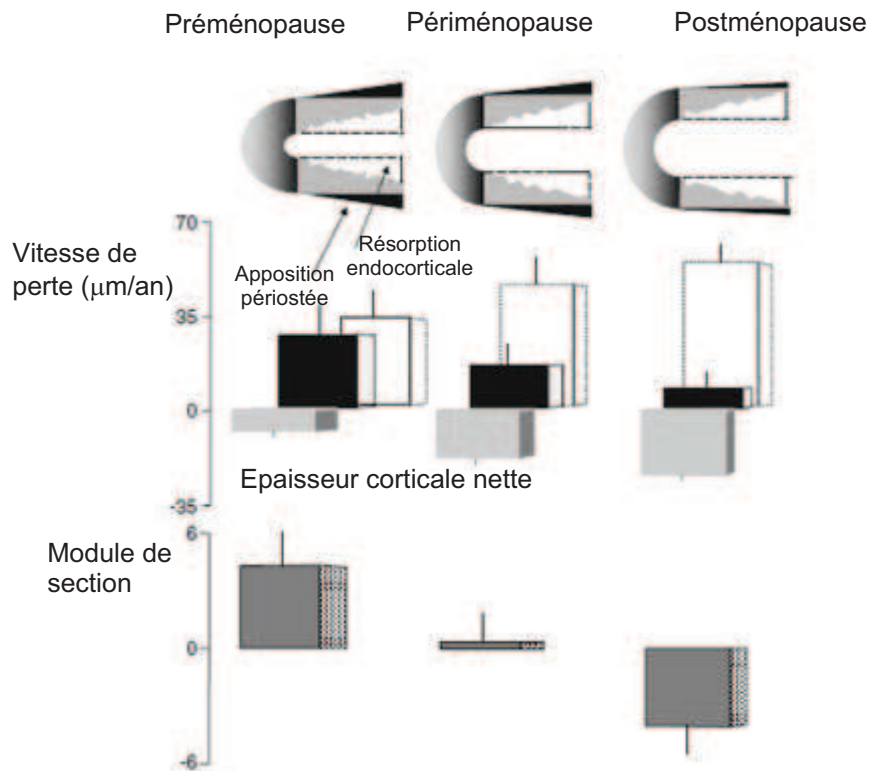 Préménopause
Périménopause
Postménopause
70
Vitesse de
perte (µm/an)
Apposition
périostée
Résorption
endocorticale
35
0
Epaisseur corticale nette
-35
6
Module de
section
0
-6